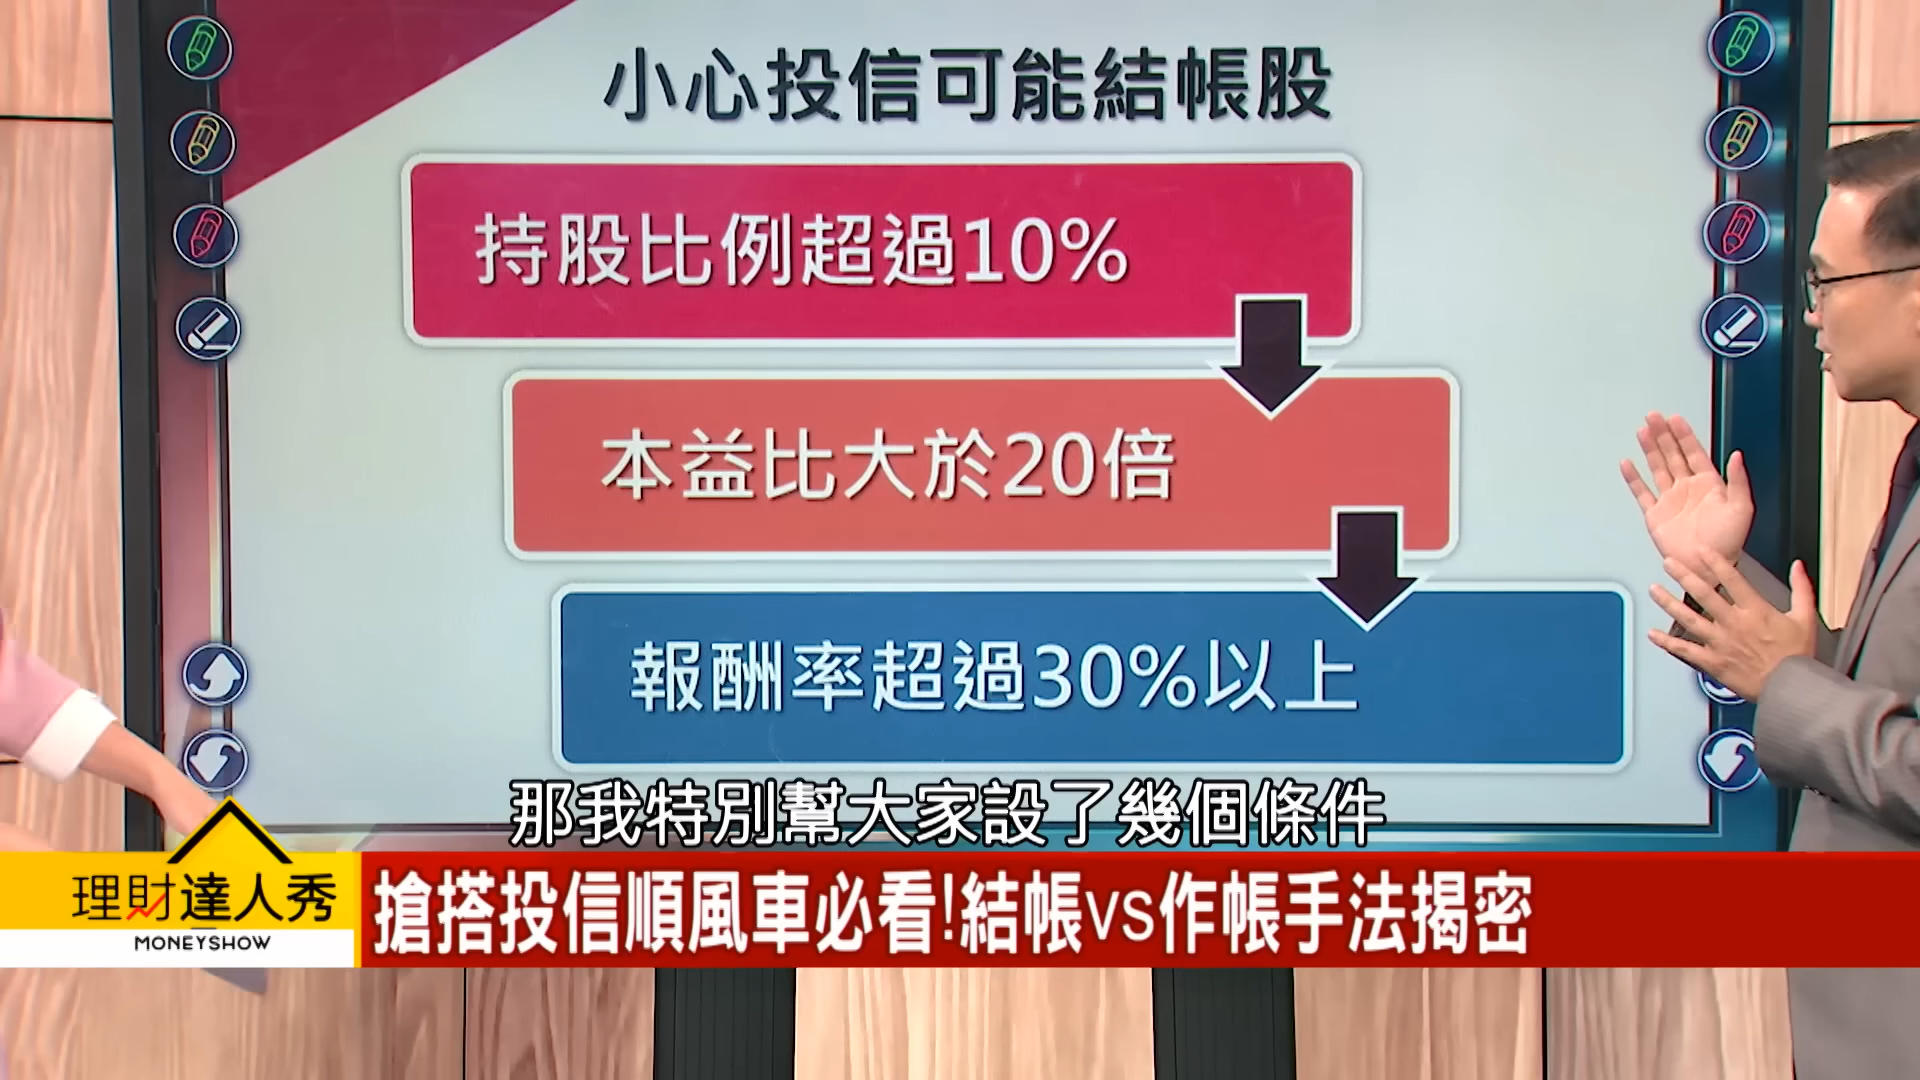 小心投信可能結帳股
持股比例超過10%
本益比大於20倍
報酬率超過30%以上
那我特別幫大家設了幾個條件
理財達人秀
MONEYSHOW
搶搭投信順風車必看!結帳vs作帳手法揭密